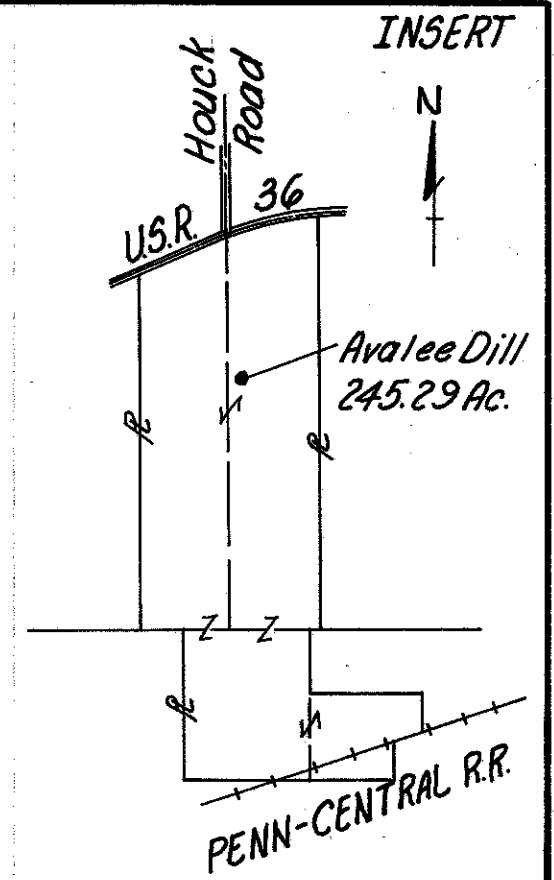 INSERT
N
Houck
Road
U.S.R. 36
Avalee Dill
245.29 Ac.
PENN-CENTRAL R.R.